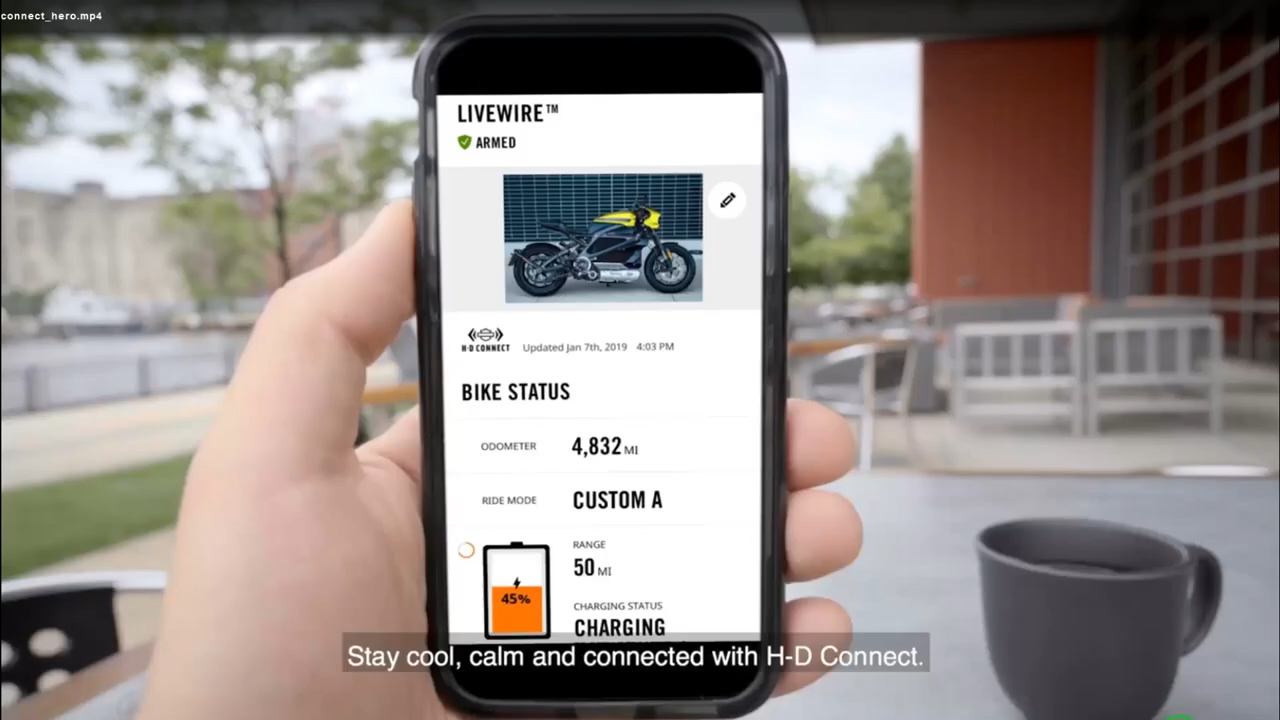 connect_hero.mp4
LIVEWIRE™
ARMED
H-D CONNECT Updated Jan 7th, 2019 4:03 PM
BIKE STATUS
ODOMETER 4,832 MI
RIDE MODE CUSTOM A
RANGE
50 MI
45%
CHARGING STATUS
CHARGING
Stay cool, calm and connected with H-D Connect.